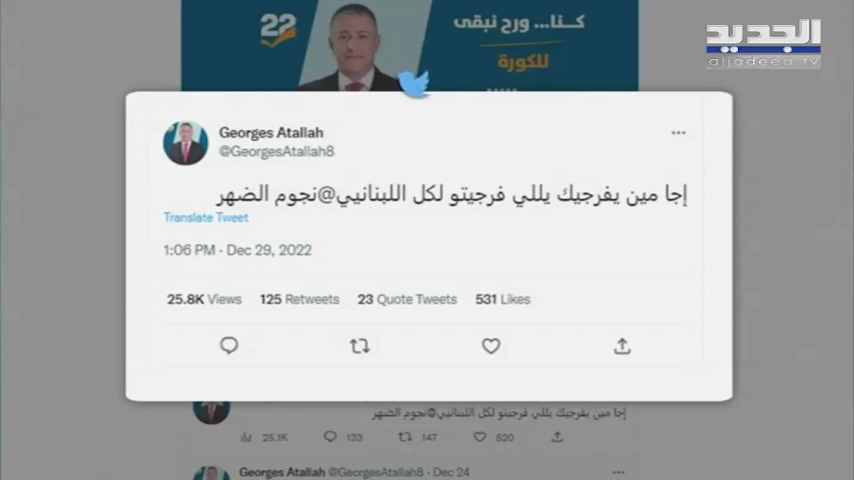 22
كنا... ورح نبقى
للكورة
الجديد
aljadeed.tv
Georges Atallah
@GeorgesAtallah8
إجا مين يفرجيك يللي فرجيتو لكل اللبنانيي@نجوم الضهر
Translate Tweet
1:06 PM · Dec 29, 2022
25.8K Views 125 Retweets 23 Quote Tweets 531 Likes
إجا مين يفرجيك يللي فرجيتو لكل اللبنانيي@نجوم الضهر
25.1K 133 147 520
Georges Atallah @GeorgesAtallah8 · Dec 24